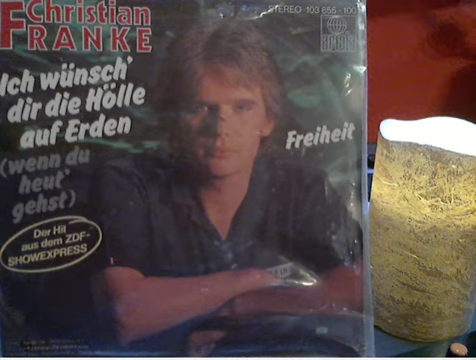 Christian
FRANKE
STEREO 103 655-100
ariola
Ich wünsch'
dir die Hölle
auf Erden
(wenn du
heut'
gehst)
Freiheit
Der Hit
aus dem ZDF-
SHOWEXPRESS